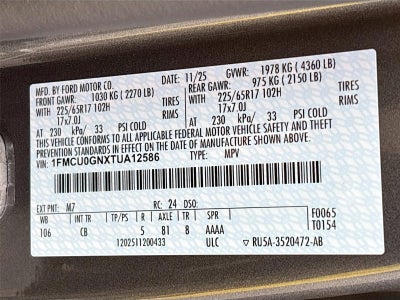 MFD. BY FORD MOTOR CO.
DATE: 11/25 GVWR: 1978 KG ( 4360 LB)
FRONT GAWR: 1030 KG ( 2270 LB) REAR GAWR: 975 KG ( 2150 LB)
WITH 225/65R17 102H TIRES WITH 225/65R17 102H TIRES
17x7.0J RIMS 17x7.0J RIMS
AT 230 kPa/ 33 PSI COLD AT 230 kPa/ 33 PSI COLD
THIS VEHICLE CONFORMS TO ALL APPLICABLE FEDERAL MOTOR VEHICLE SAFETY AND THEFT
PREVENTION STANDARDS IN EFFECT ON THE DATE OF MANUFACTURE SHOWN ABOVE.
VIN: 1FMCU0GNXTUA12586 TYPE: MPV
EXT PNT: M7 RC: 24 DSO: F0065
WB INT TR R AXLE TR SPR T0154
106 CB 5 81 8 AAAA
1202511200433 ULC ▽ RU5A-3520472-AB